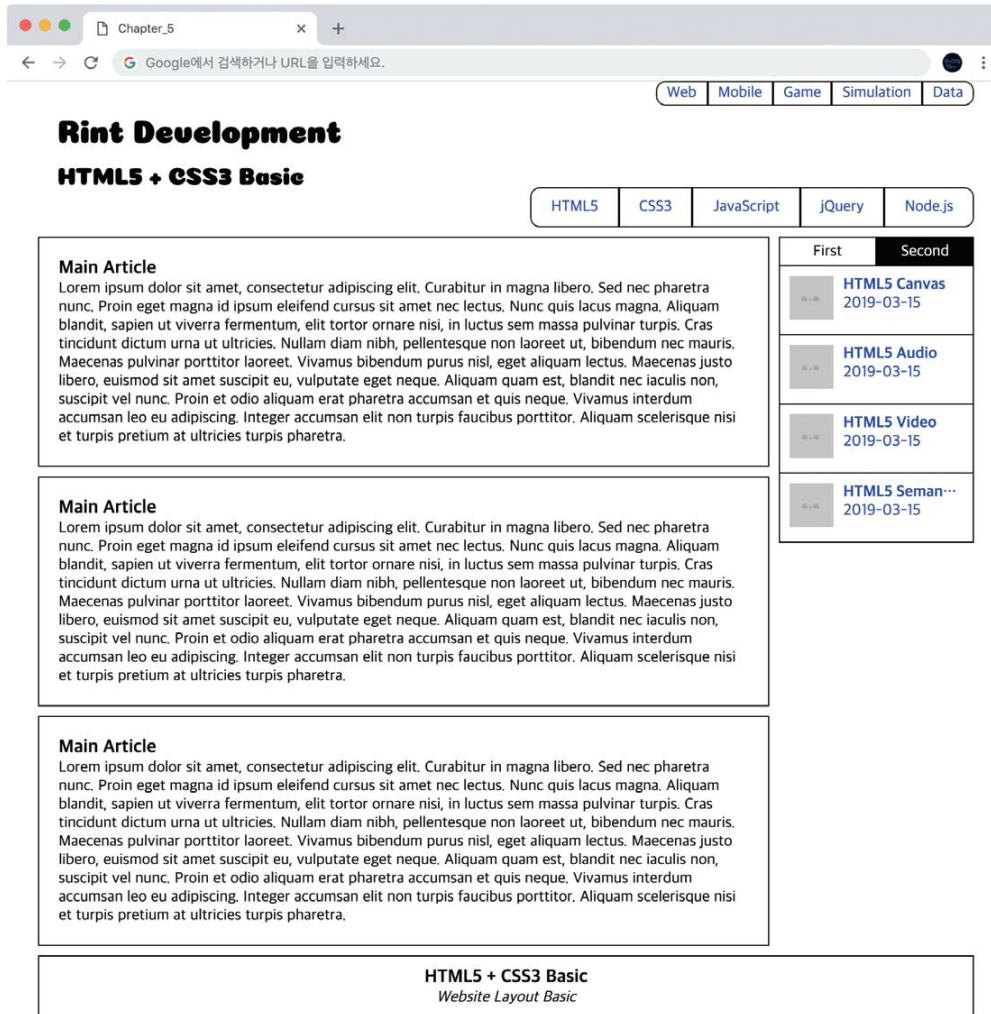 Chapter_5
Google에서 검색하거나 URL을 입력하세요.
Web Mobile Game Simulation Data
Rint Development
HTML5 + CSS3 Basic
HTML5 CSS3 JavaScript jQuery Node.js
Main Article
Lorem ipsum dolor sit amet, consectetur adipiscing elit. Curabitur in magna libero. Sed nec pharetra
nunc. Proin eget magna id ipsum eleifend cursus sit amet nec lectus. Nunc quis lacus magna. Aliquam
blandit, sapien ut viverra fermentum, elit tortor ornare nisi, in luctus sem massa pulvinar turpis. Cras
tincidunt dictum urna ut ultricies. Nullam diam nibh, pellentesque non laoreet ut, bibendum nec mauris.
Maecenas pulvinar porttitor laoreet. Vivamus bibendum purus nisl, eget aliquam lectus. Maecenas justo
libero, euismod sit amet suscipit eu, vulputate eget neque. Aliquam quam est, blandit nec iaculis non,
suscipit vel nunc. Proin et odio aliquam erat pharetra accumsan et quis neque. Vivamus interdum
accumsan leo eu adipiscing. Integer accumsan elit non turpis faucibus porttitor. Aliquam scelerisque nisi
et turpis pretium at ultricies turpis pharetra.
Main Article
Lorem ipsum dolor sit amet, consectetur adipiscing elit. Curabitur in magna libero. Sed nec pharetra
nunc. Proin eget magna id ipsum eleifend cursus sit amet nec lectus. Nunc quis lacus magna. Aliquam
blandit, sapien ut viverra fermentum, elit tortor ornare nisi, in luctus sem massa pulvinar turpis. Cras
tincidunt dictum urna ut ultricies. Nullam diam nibh, pellentesque non laoreet ut, bibendum nec mauris.
Maecenas pulvinar porttitor laoreet. Vivamus bibendum purus nisl, eget aliquam lectus. Maecenas justo
libero, euismod sit amet suscipit eu, vulputate eget neque. Aliquam quam est, blandit nec iaculis non,
suscipit vel nunc. Proin et odio aliquam erat pharetra accumsan et quis neque. Vivamus interdum
accumsan leo eu adipiscing. Integer accumsan elit non turpis faucibus porttitor. Aliquam scelerisque nisi
et turpis pretium at ultricies turpis pharetra.
Main Article
Lorem ipsum dolor sit amet, consectetur adipiscing elit. Curabitur in magna libero. Sed nec pharetra
nunc. Proin eget magna id ipsum eleifend cursus sit amet nec lectus. Nunc quis lacus magna. Aliquam
blandit, sapien ut viverra fermentum, elit tortor ornare nisi, in luctus sem massa pulvinar turpis. Cras
tincidunt dictum urna ut ultricies. Nullam diam nibh, pellentesque non laoreet ut, bibendum nec mauris.
Maecenas pulvinar porttitor laoreet. Vivamus bibendum purus nisl, eget aliquam lectus. Maecenas justo
libero, euismod sit amet suscipit eu, vulputate eget neque. Aliquam quam est, blandit nec iaculis non,
suscipit vel nunc. Proin et odio aliquam erat pharetra accumsan et quis neque. Vivamus interdum
accumsan leo eu adipiscing. Integer accumsan elit non turpis faucibus porttitor. Aliquam scelerisque nisi
et turpis pretium at ultricies turpis pharetra.
First Second
HTML5 Canvas
2019-03-15
HTML5 Audio
2019-03-15
HTML5 Video
2019-03-15
HTML5 Seman…
2019-03-15
HTML5 + CSS3 Basic
Website Layout Basic